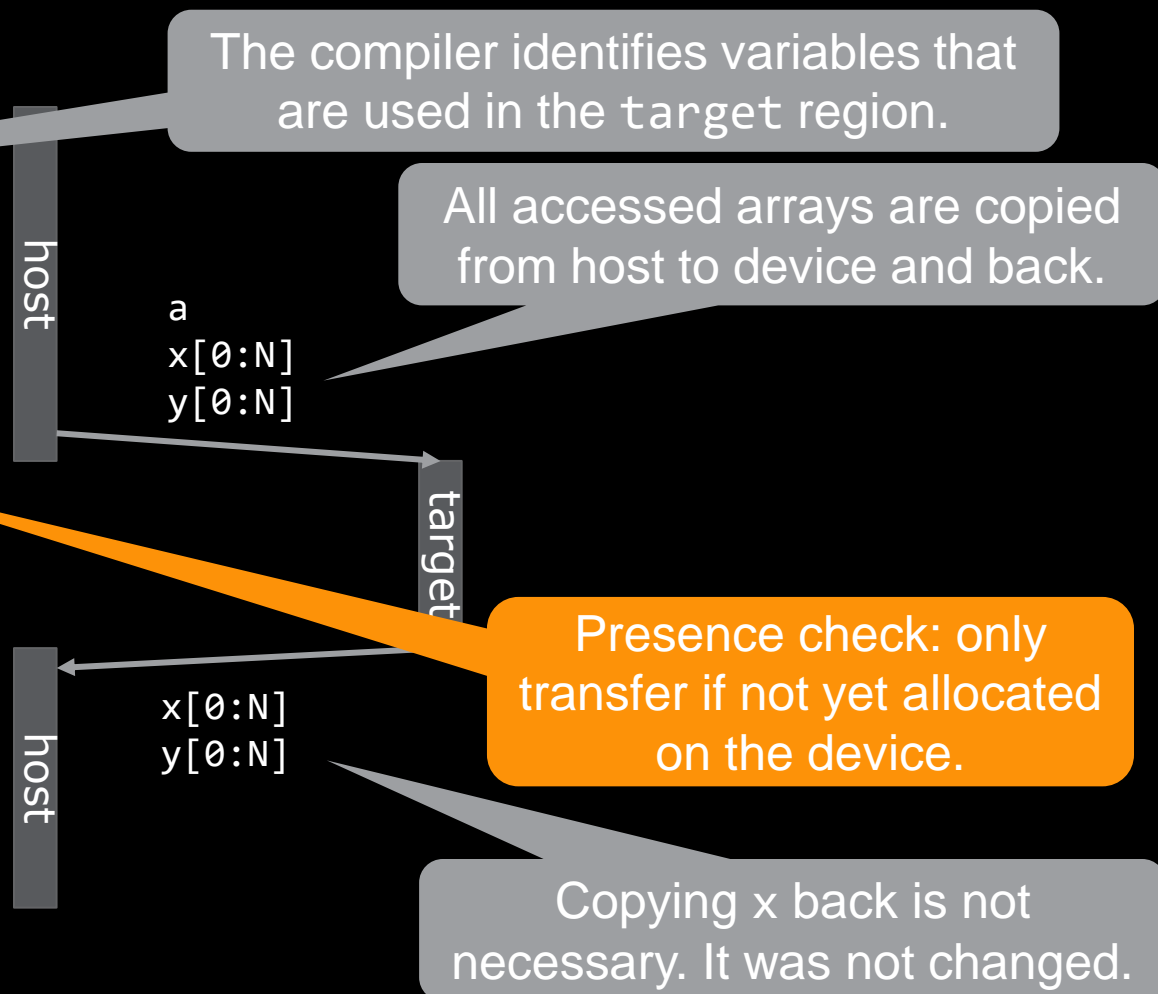 The compiler identifies variables that
are used in the target region.
All accessed arrays are copied
from host to device and back.
host
a
x[0:N]
y[0:N]
target
Presence check: only
transfer if not yet allocated
on the device.
x[0:N]
y[0:N]
host
Copying x back is not
necessary. It was not changed.